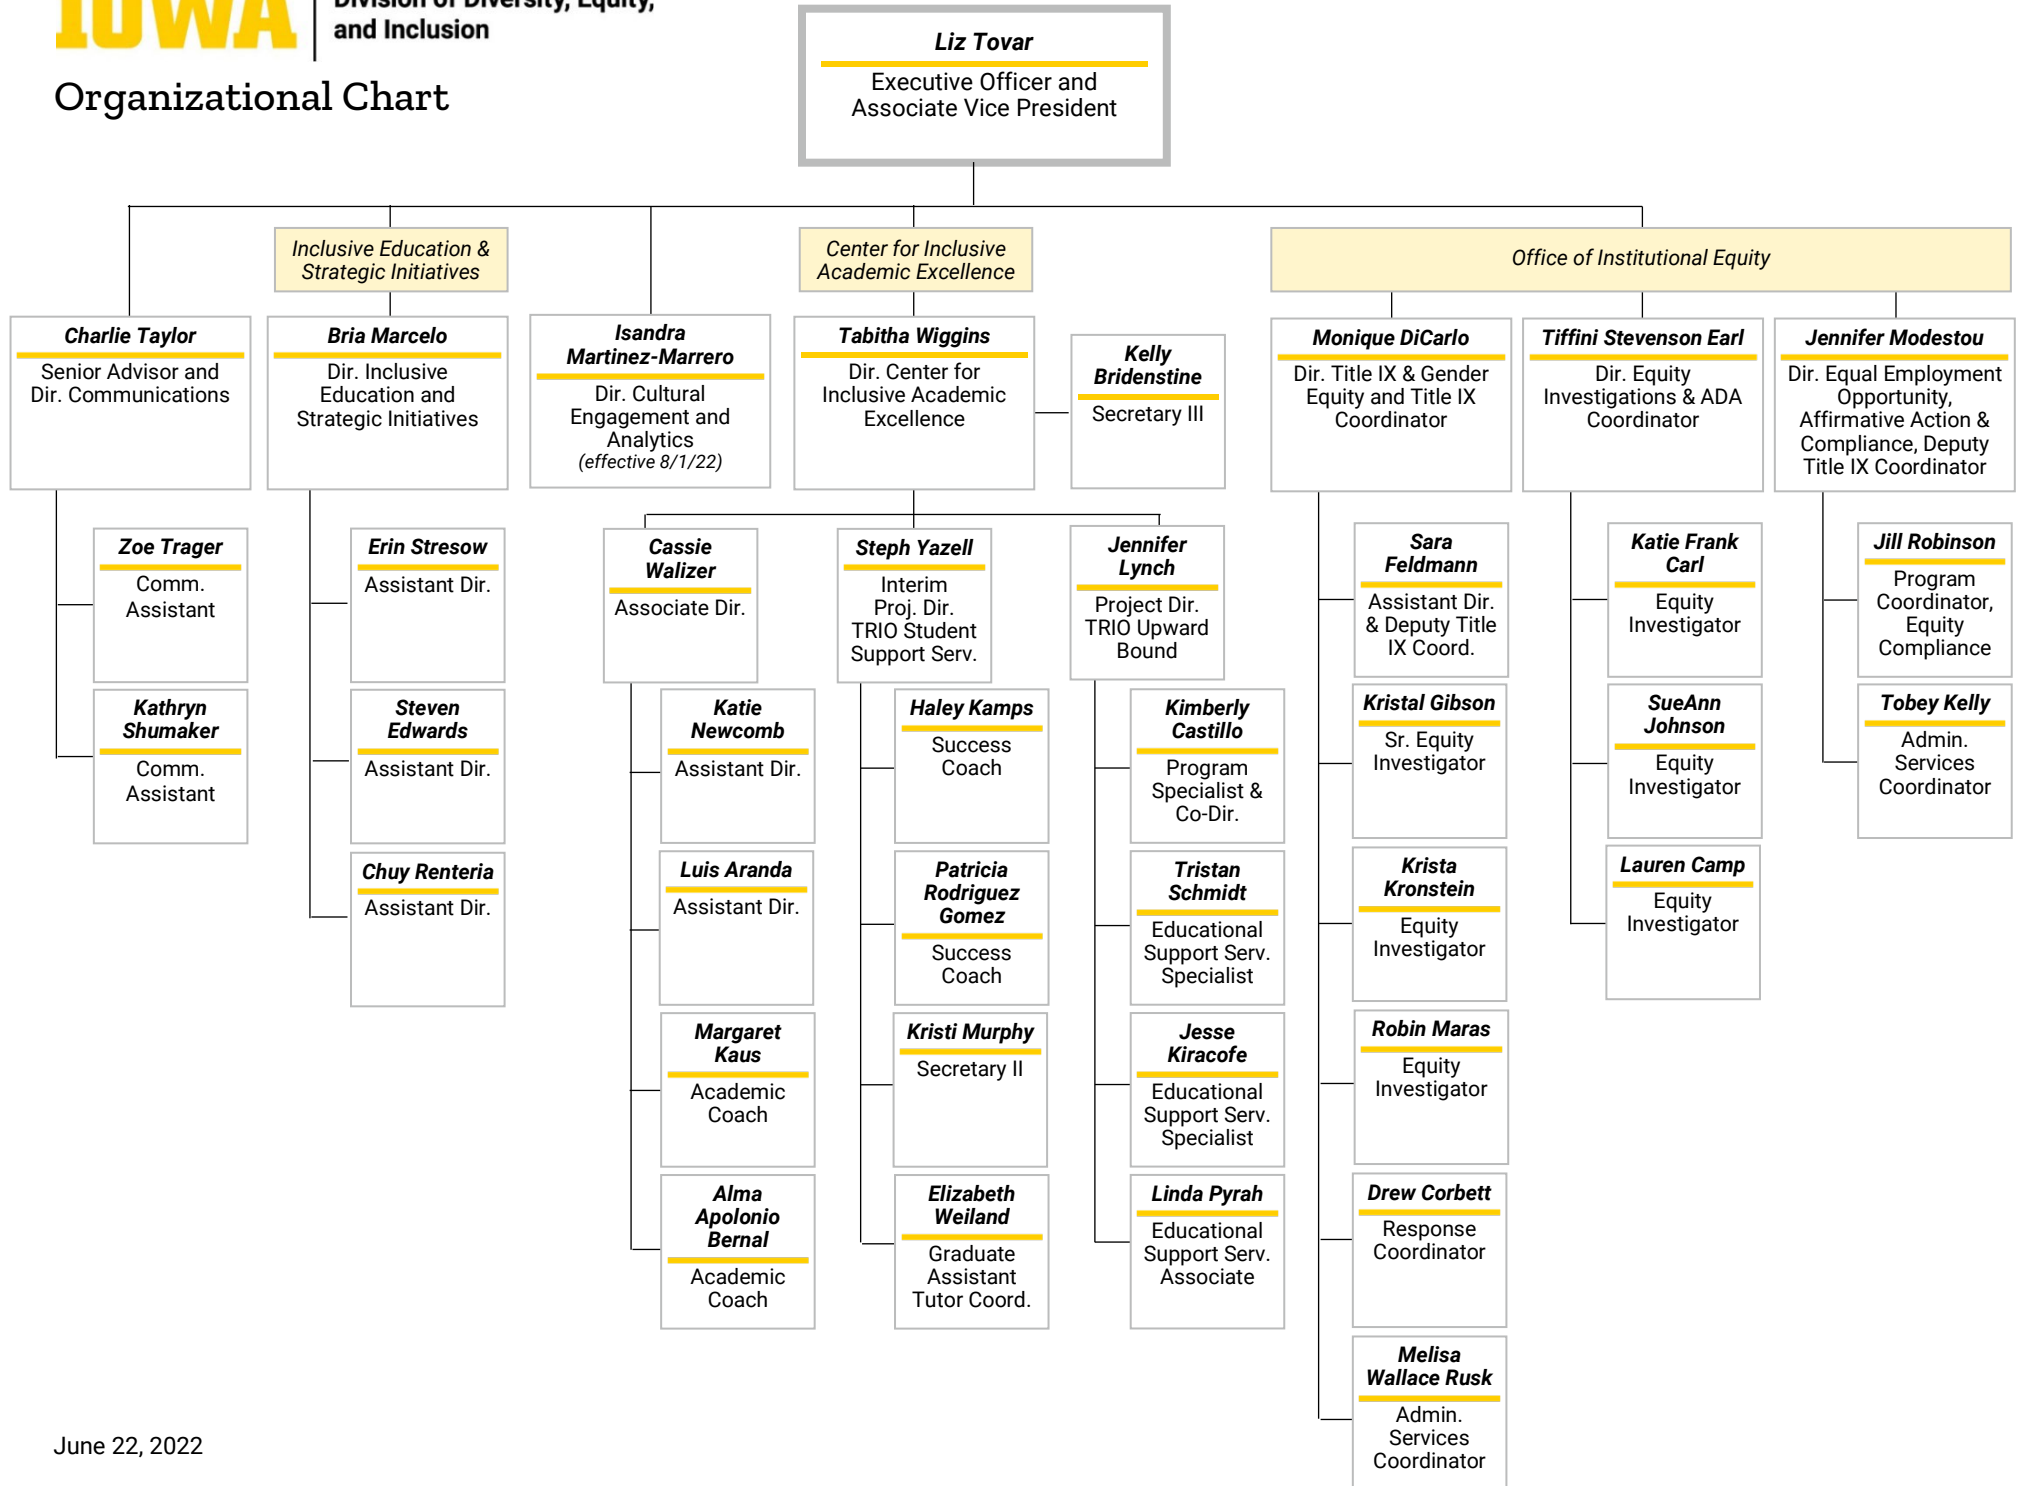 IOWA
Division of Diversity, Equity,
and Inclusion
Organizational Chart
Liz Tovar
Executive Officer and
Associate Vice President
Inclusive Education &
Strategic Initiatives
Center for Inclusive
Academic Excellence
Office of Institutional Equity
Charlie Taylor
Senior Advisor and
Dir. Communications
Bria Marcelo
Dir. Inclusive
Education and
Strategic Initiatives
Isandra
Martinez-Marrero
Dir. Cultural
Engagement and
Analytics
(effective 8/1/22)
Tabitha Wiggins
Dir. Center for
Inclusive Academic
Excellence
Kelly
Bridenstine
Secretary III
Monique DiCarlo
Dir. Title IX & Gender
Equity and Title IX
Coordinator
Tiffini Stevenson Earl
Dir. Equity
Investigations & ADA
Coordinator
Jennifer Modestou
Dir. Equal Employment
Opportunity,
Affirmative Action &
Compliance, Deputy
Title IX Coordinator
Zoe Trager
Comm.
Assistant
Kathryn
Shumaker
Comm.
Assistant
Erin Stresow
Assistant Dir.
Steven
Edwards
Assistant Dir.
Chuy Renteria
Assistant Dir.
Cassie
Walizer
Associate Dir.
Katie
Newcomb
Assistant Dir.
Luis Aranda
Assistant Dir.
Margaret
Kaus
Academic
Coach
Alma
Apolonio
Bernal
Academic
Coach
Steph Yazell
Interim
Proj. Dir.
TRIO Student
Support Serv.
Haley Kamps
Success
Coach
Patricia
Rodriguez
Gomez
Success
Coach
Kristi Murphy
Secretary II
Elizabeth
Weiland
Graduate
Assistant
Tutor Coord.
Jennifer
Lynch
Project Dir.
TRIO Upward
Bound
Kimberly
Castillo
Program
Specialist &
Co-Dir.
Tristan
Schmidt
Educational
Support Serv.
Specialist
Jesse
Kiracofe
Educational
Support Serv.
Specialist
Linda Pyrah
Educational
Support Serv.
Associate
Sara
Feldmann
Assistant Dir.
& Deputy Title
IX Coord.
Kristal Gibson
Sr. Equity
Investigator
Krista
Kronstein
Equity
Investigator
Robin Maras
Equity
Investigator
Drew Corbett
Response
Coordinator
Melisa
Wallace Rusk
Admin.
Services
Coordinator
Katie Frank
Carl
Equity
Investigator
SueAnn
Johnson
Equity
Investigator
Lauren Camp
Equity
Investigator
Jill Robinson
Program
Coordinator,
Equity
Compliance
Tobey Kelly
Admin.
Services
Coordinator
June 22, 2022